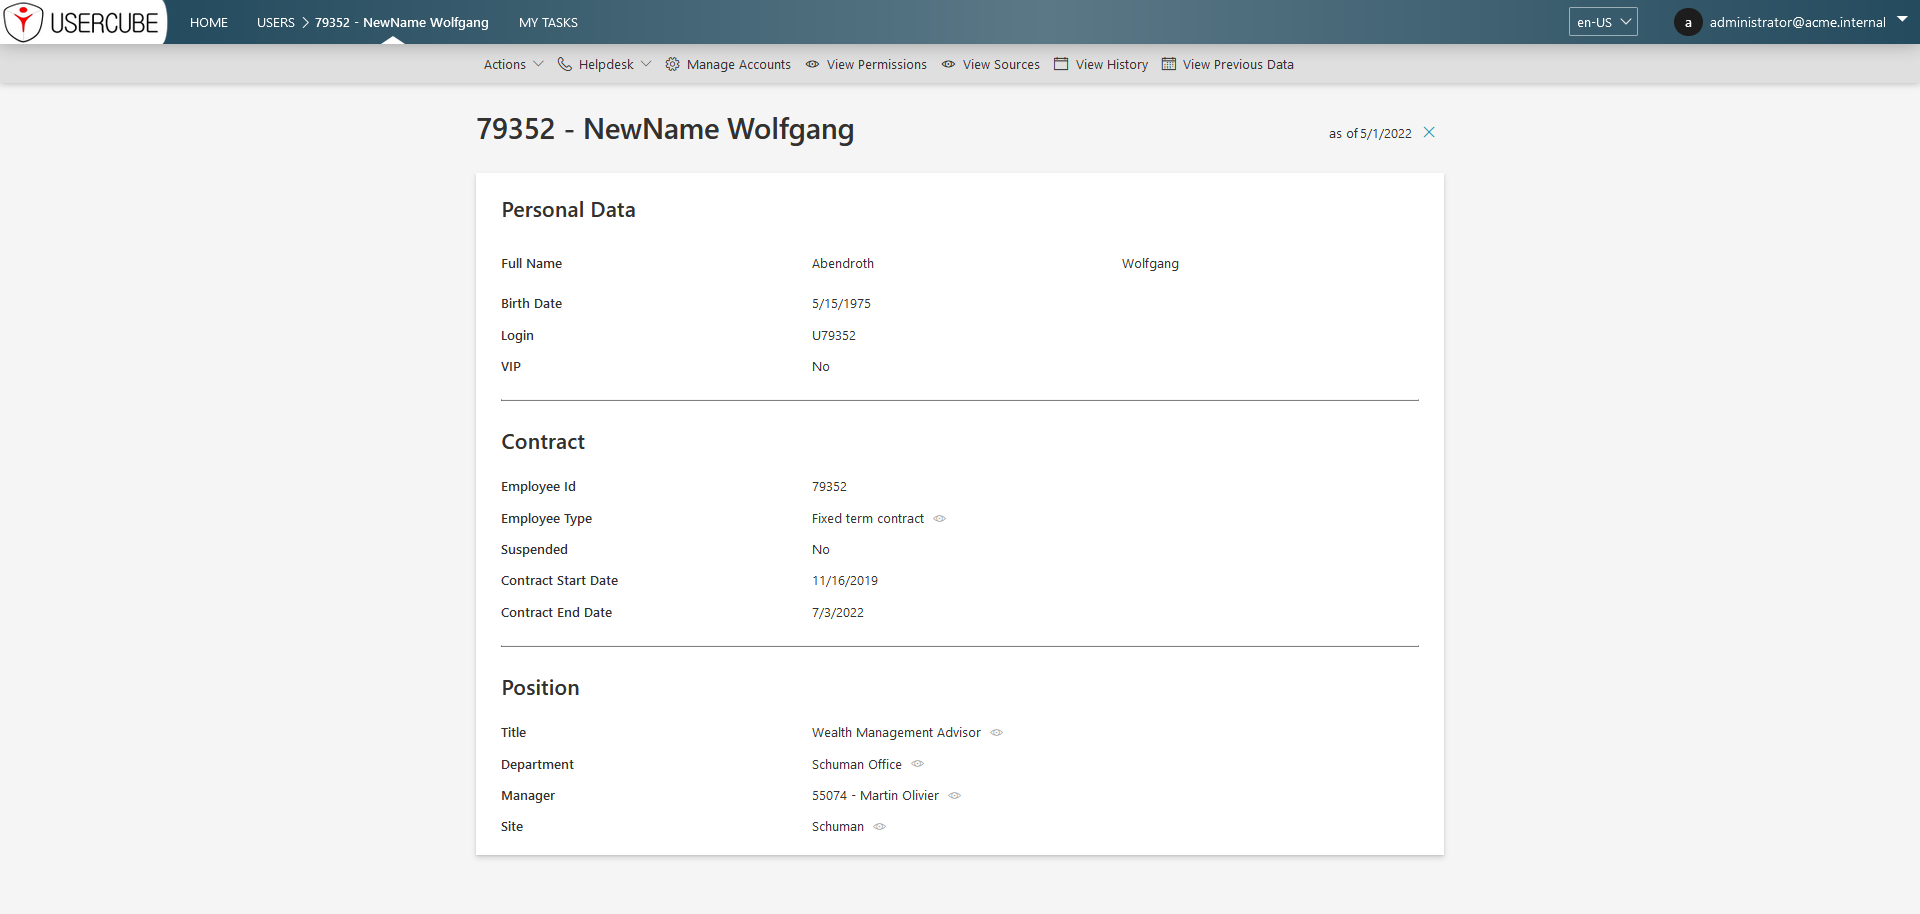 USERCUBE HOME USERS 79352 - NewName Wolfgang MY TASKS en-US a administrator@acme.internal
Actions Helpdesk Manage Accounts View Permissions View Sources View History View Previous Data
79352 - NewName Wolfgang as of 5/1/2022
Personal Data
Full Name Abendroth Wolfgang
Birth Date 5/15/1975
Login U79352
VIP No
Contract
Employee Id 79352
Employee Type Fixed term contract
Suspended No
Contract Start Date 11/16/2019
Contract End Date 7/3/2022
Position
Title Wealth Management Advisor
Department Schuman Office
Manager 55074 - Martin Olivier
Site Schuman